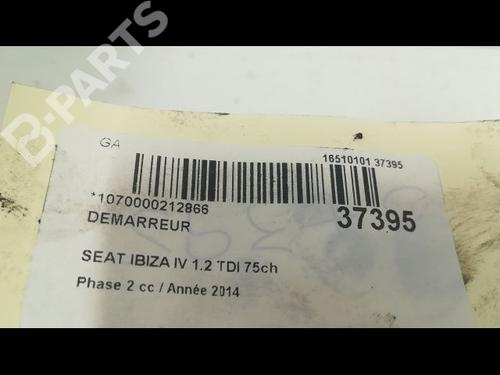 B-PARTS
GA
16510101 37395
*1070000212866
37395
DEMARREUR
SEAT IBIZA IV 1.2 TDI 75ch
Phase 2 cc / Année 2014